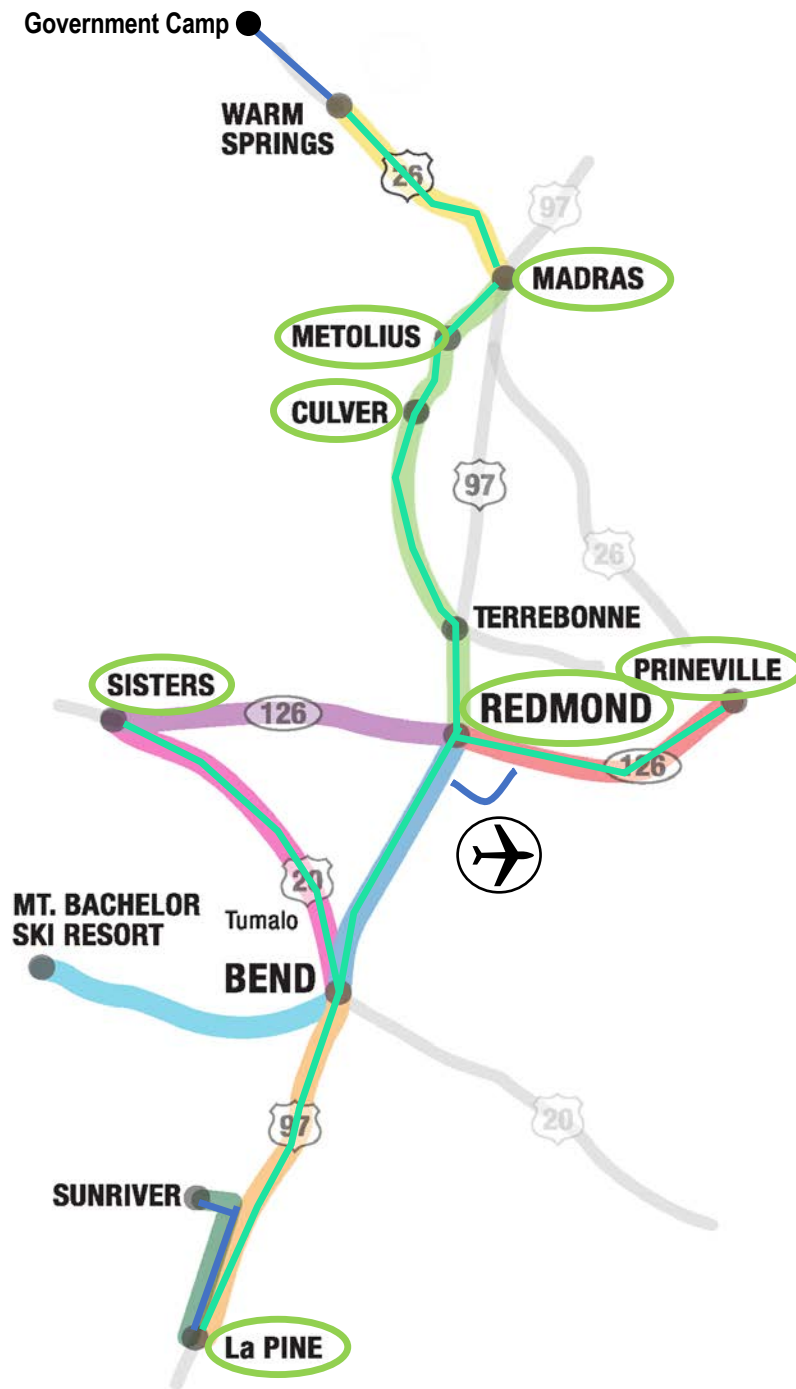 Government Camp
WARM
SPRINGS
26
97
MADRAS
METOLIUS
CULVER
97
26
TERREBONNE
PRINEVILLE
SISTERS
126
REDMOND
126
20
MT. BACHELOR
SKI RESORT
Tumalo
BEND
97
20
SUNRIVER
La PINE